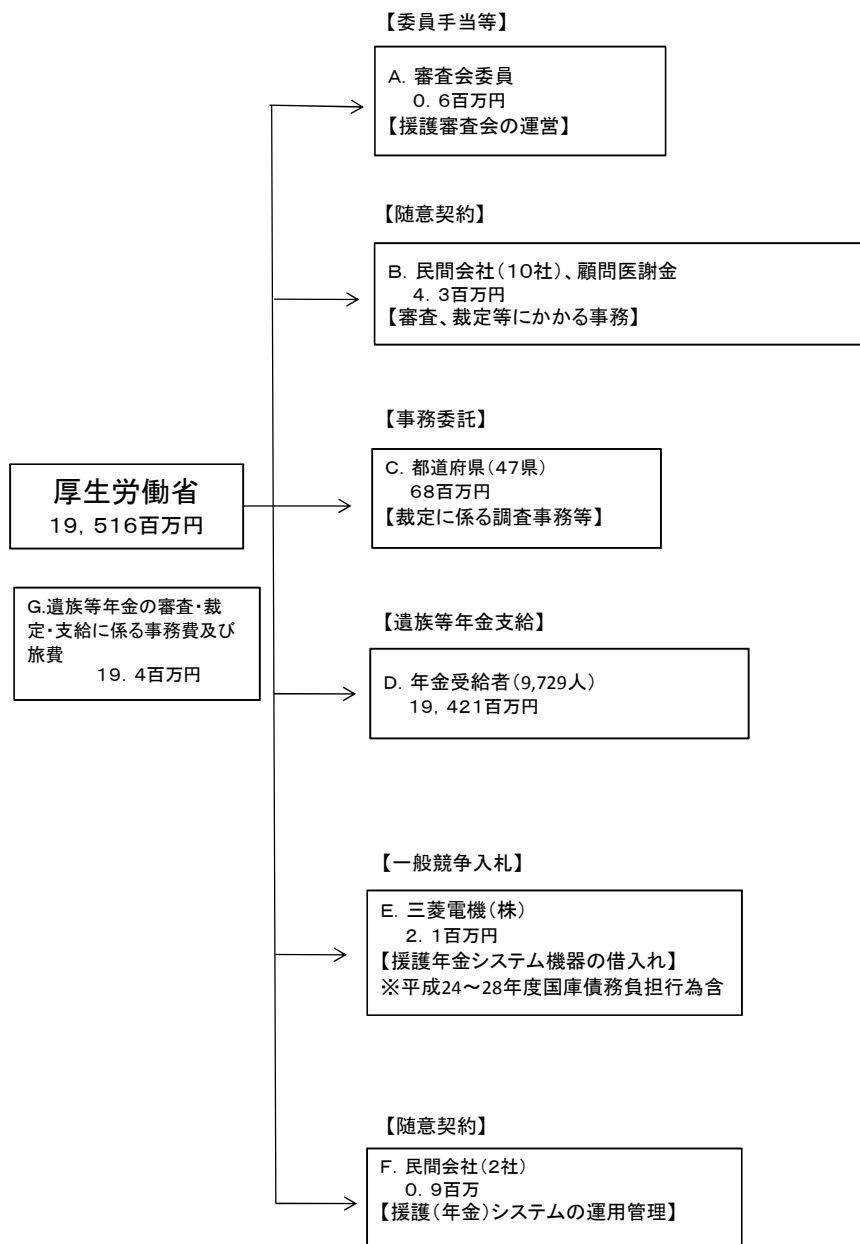 【委員手当等】
A. 審査会委員
0. 6百万円
【援護審査会の運営】
【随意契約】
B. 民間会社(10社)、顧問医謝金
4. 3百万円
【審査、裁定等にかかる事務】
【事務委託】
C. 都道府県(47県)
68百万円
【裁定に係る調査事務等】
厚生労働省
19, 516百万円
G.遺族等年金の審査・裁
定・支給に係る事務費及び
旅費
19. 4百万円
【遺族等年金支給】
D. 年金受給者(9,729人)
19, 421百万円
【一般競争入札】
E. 三菱電機(株)
2. 1百万円
【援護年金システム機器の借入れ】
※平成24～28年度国庫債務負担行為含
【随意契約】
F. 民間会社(2社)
0. 9百万
【援護(年金)システムの運用管理】